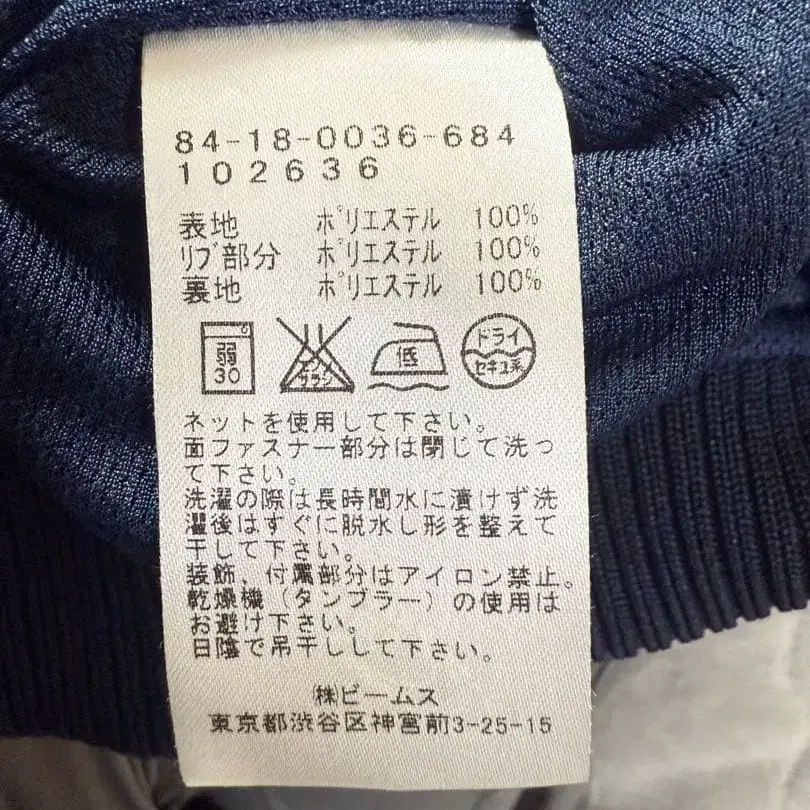 84-18-0036-684
102636
表地 ポリエステル 100%
リブ部分 ポリエステル 100%
裏地 ポリエステル 100%
弱 30
エンソ サラシ
低
ドライ セキユ系
ネットを使用して下さい。
面ファスナー部分は閉じて洗っ
て下さい。
洗濯の際は長時間水に漬けず洗
濯後はすぐに脱水し形を整えて
干して下さい。
装飾、付属部分はアイロン禁止。
乾燥機(タンブラー)の使用は
お避け下さい。
日陰で吊干しして下さい。
㈱ビームス
東京都渋谷区神宮前3-25-15